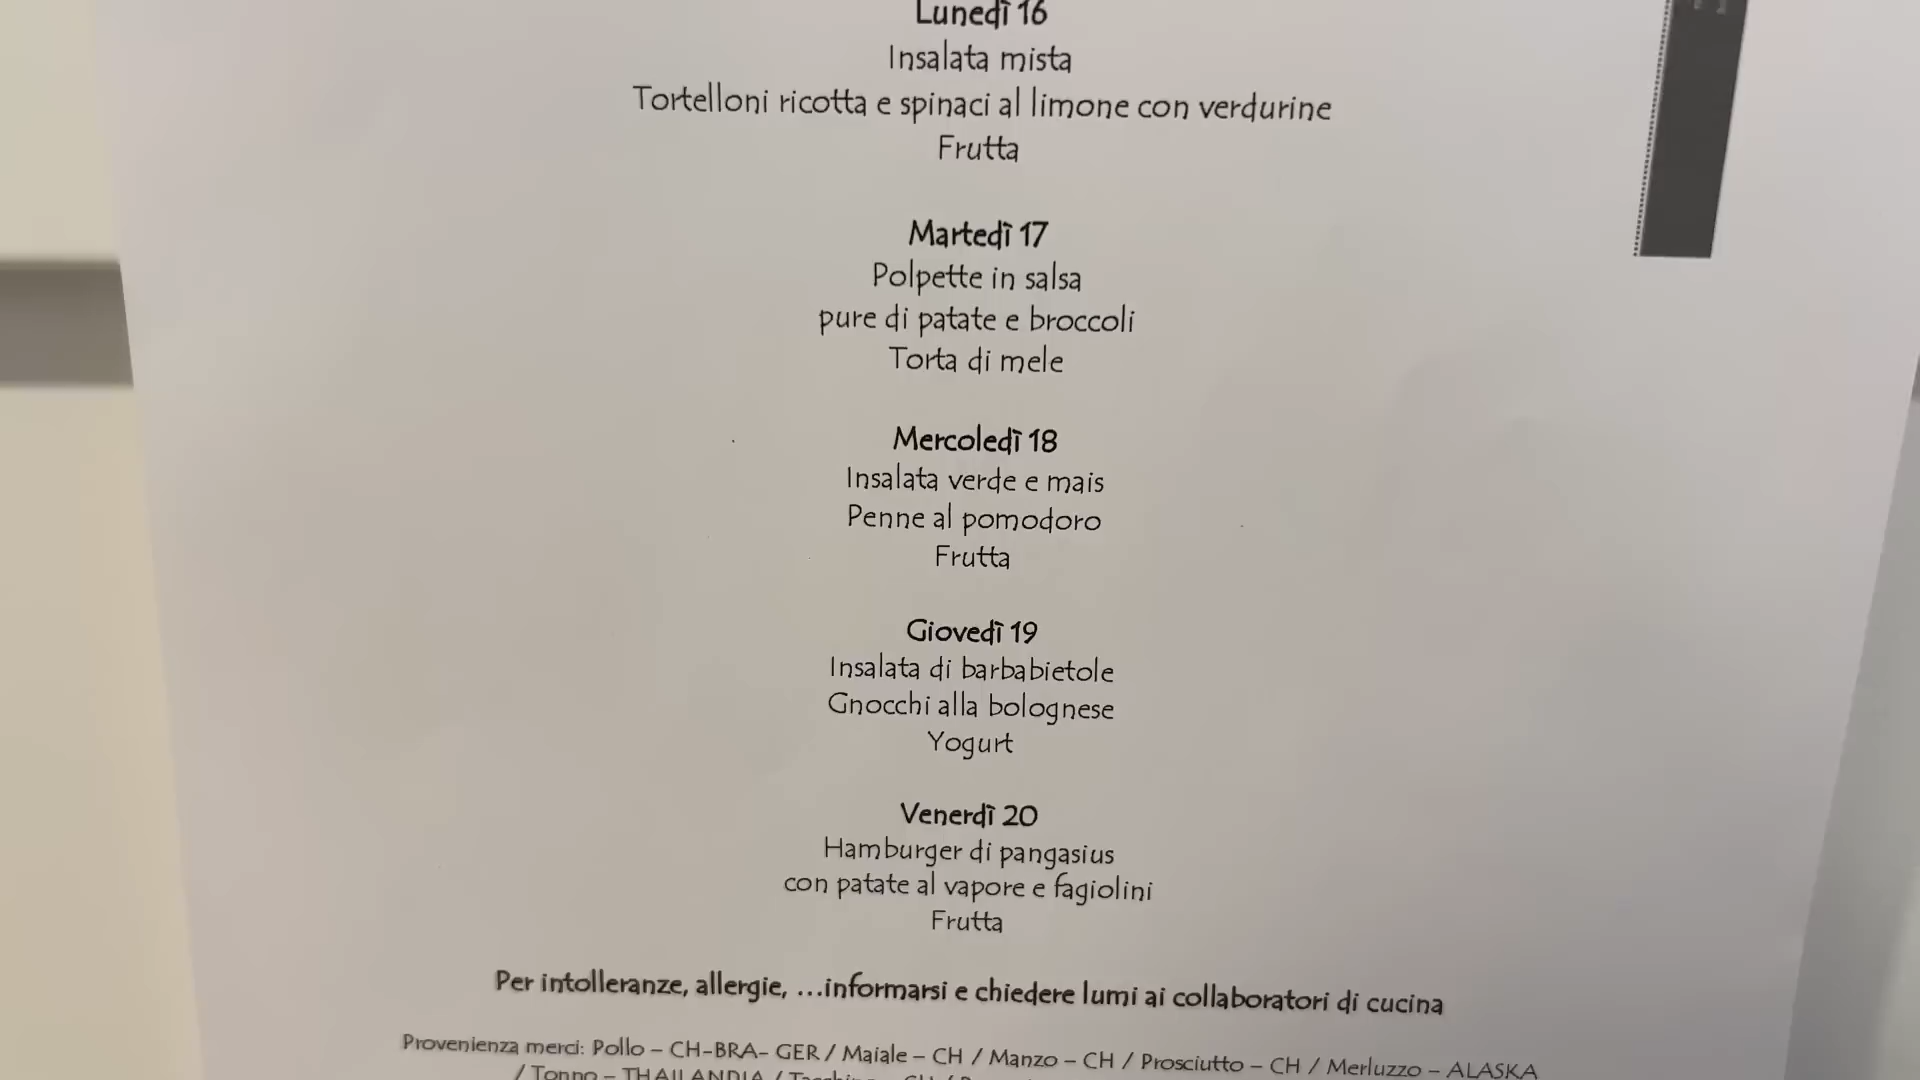 Lunedì 16
Insalata mista
Tortelloni ricotta e spinaci al limone con verdurine
Frutta
Martedì 17
Polpette in salsa
pure di patate e broccoli
Torta di mele
Mercoledì 18
Insalata verde e mais
Penne al pomodoro
Frutta
Giovedì 19
Insalata di barbabietole
Gnocchi alla bolognese
Yogurt
Venerdì 20
Hamburger di pangasius
con patate al vapore e fagiolini
Frutta
Per intolleranze, allergie, ...informarsi e chiedere lumi ai collaboratori di cucina
Provenienza merci: Pollo – CH-BRA- GER / Maiale – CH / Manzo – CH / Prosciutto – CH / Merluzzo – ALASKA
/ Tonno – THAILANDIA /